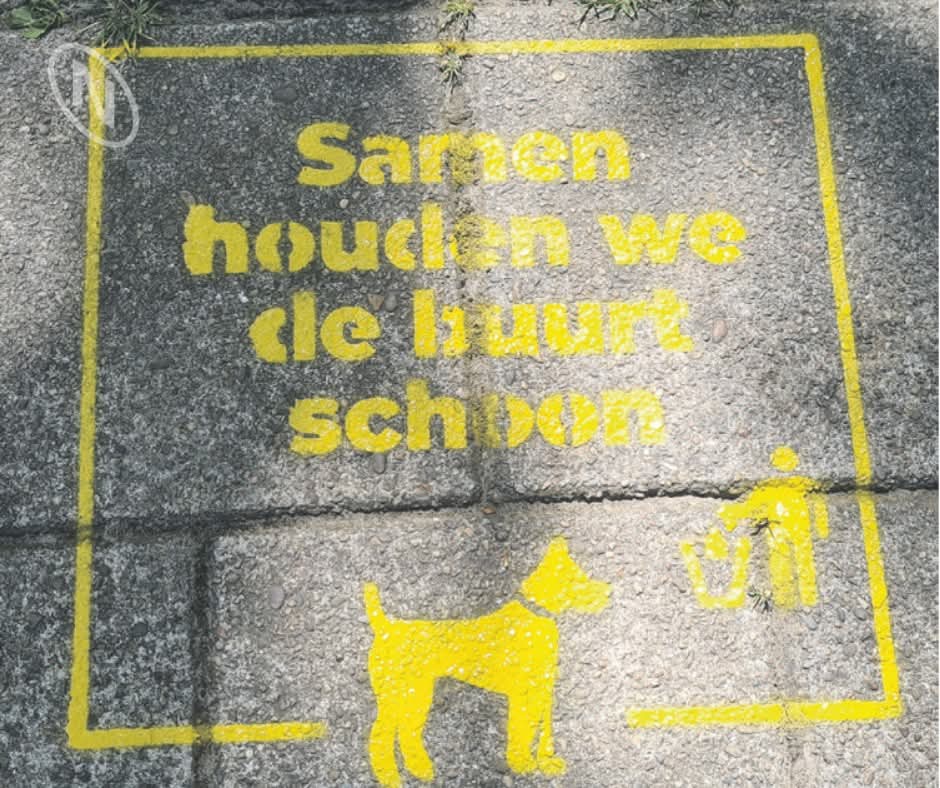 N
Samen
houden we
de buurt
schoon